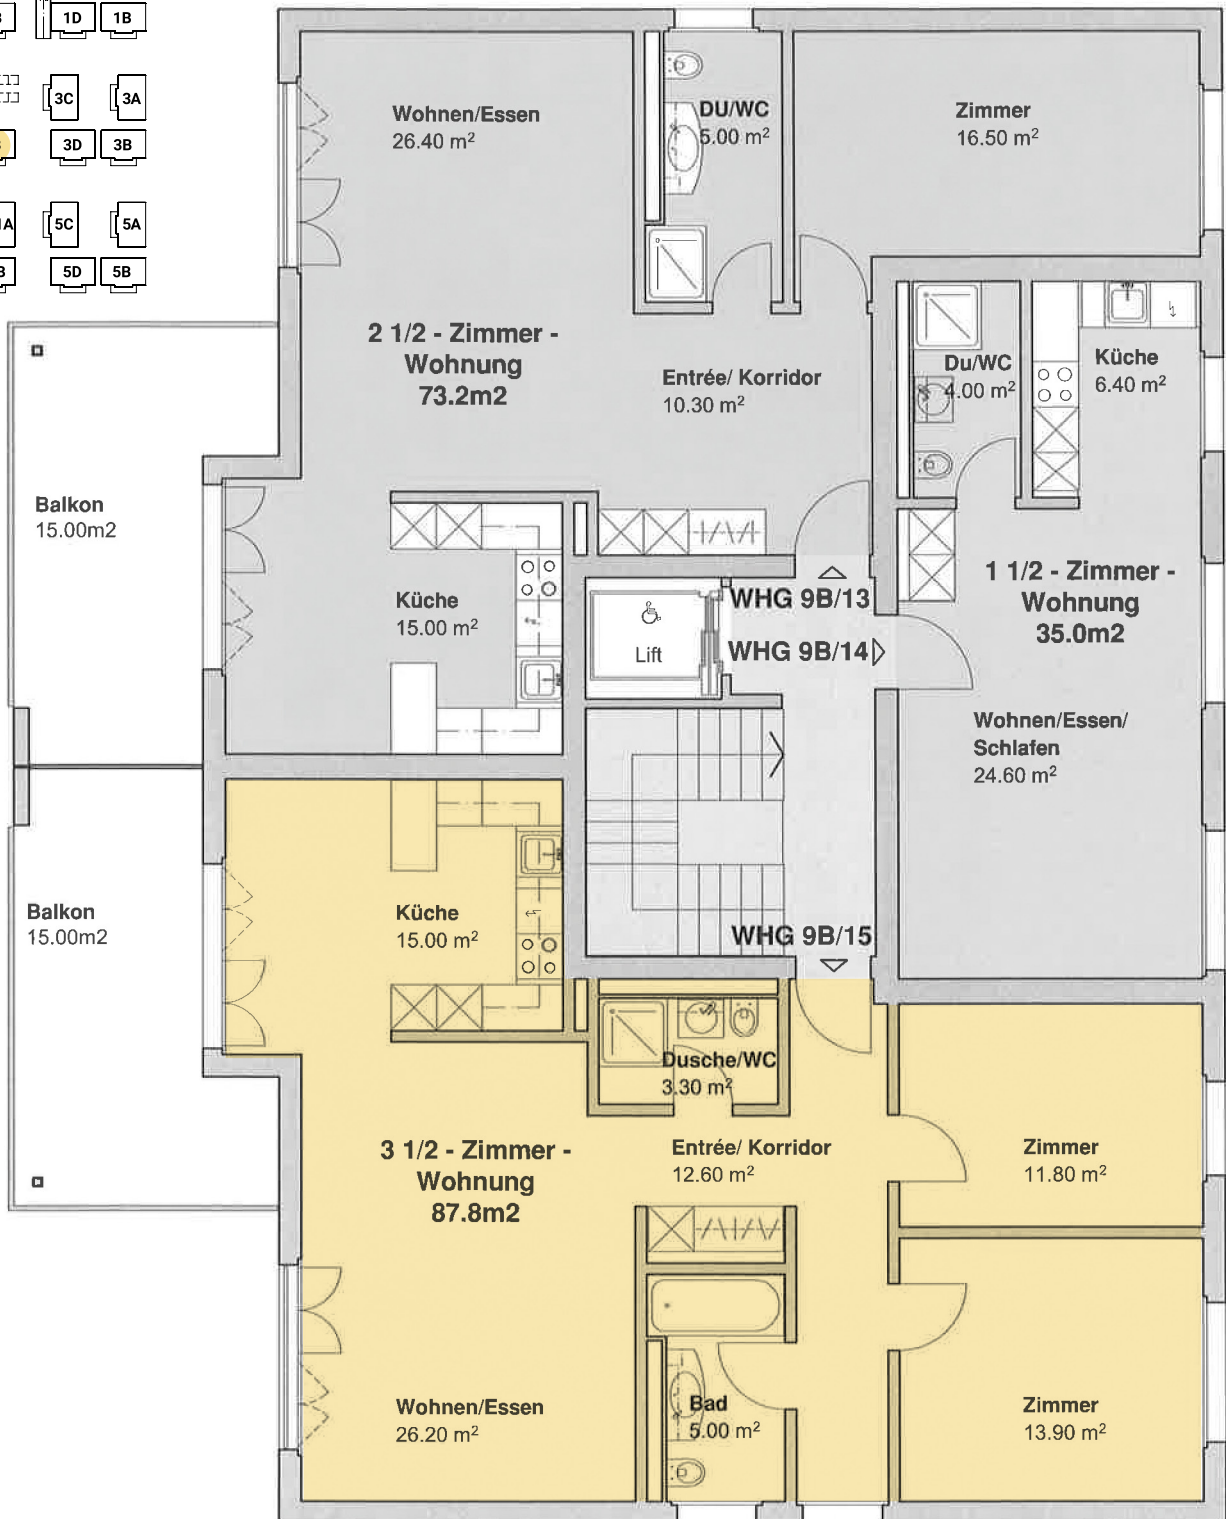 1D 1B
3C 3A
3D 3B
5C 5A
5D 5B
Wohnen/Essen
26.40 m²
DU/WC
5.00 m²
Zimmer
16.50 m²
2 1/2 - Zimmer -
Wohnung
73.2m2
Entrée/ Korridor
10.30 m²
Du/WC
4.00 m²
Küche
6.40 m²
Balkon
15.00m2
Küche
15.00 m²
Lift
WHG 9B/13
WHG 9B/14
1 1/2 - Zimmer -
Wohnung
35.0m2
Wohnen/Essen/
Schlafen
24.60 m²
Balkon
15.00m2
Küche
15.00 m²
WHG 9B/15
Dusche/WC
3.30 m²
3 1/2 - Zimmer -
Wohnung
87.8m2
Entrée/ Korridor
12.60 m²
Zimmer
11.80 m²
Wohnen/Essen
26.20 m²
Bad
5.00 m²
Zimmer
13.90 m²